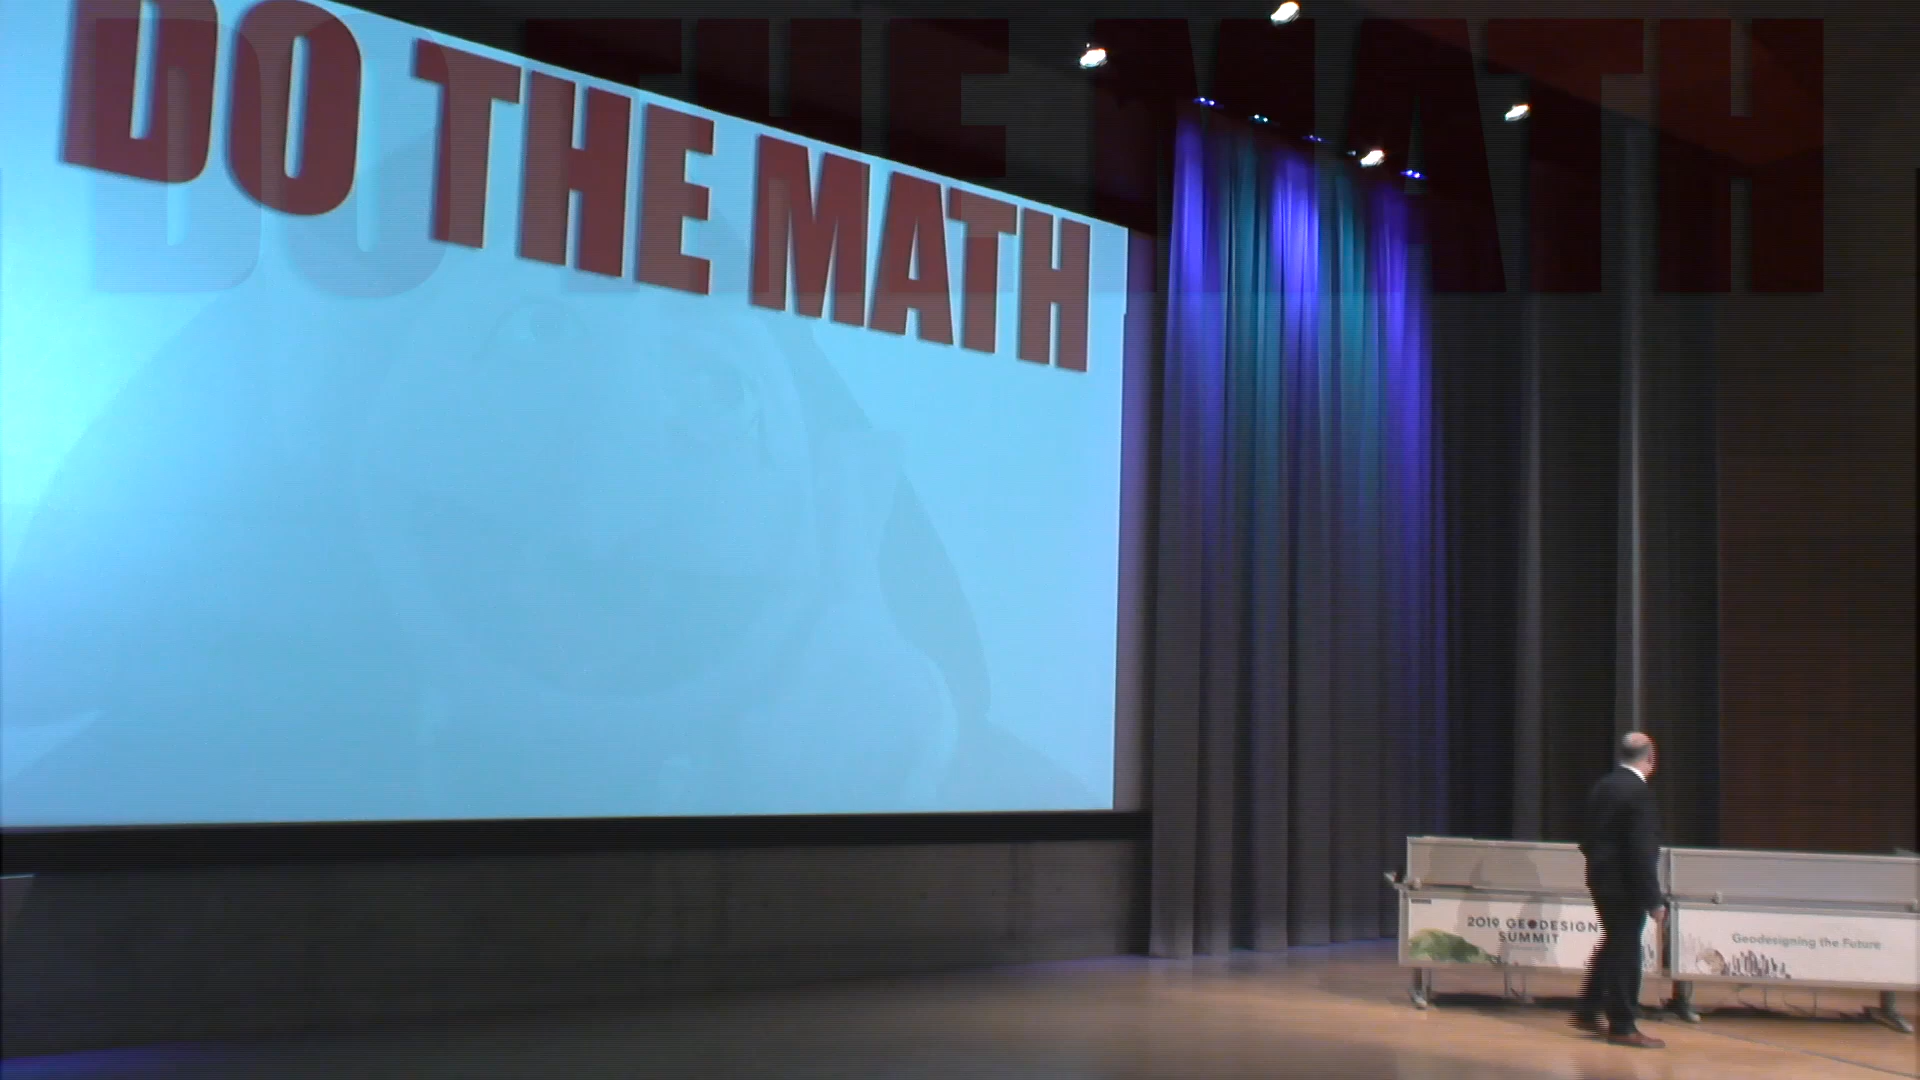 DO THE MATH
2019 GEODESIGN
SUMMIT
Geodesigning the Future